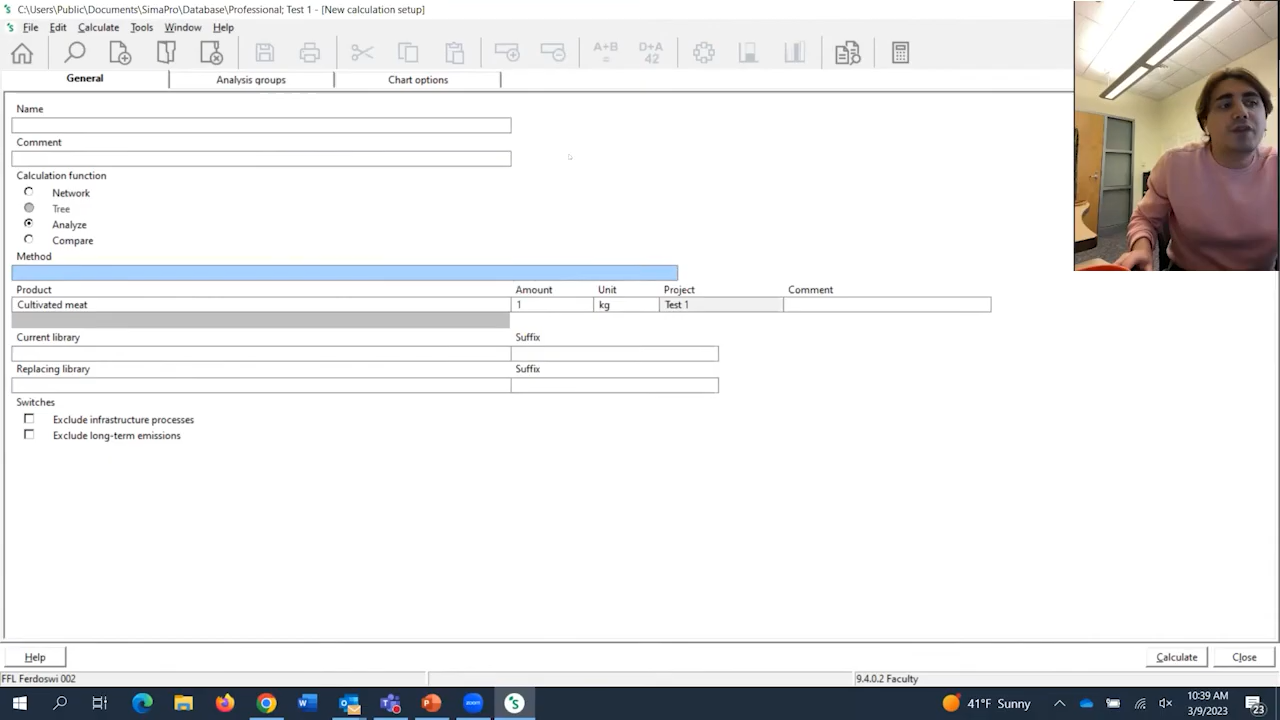 C:\Users\Public\Documents\SimaPro\Database\Professional; Test 1 - [New calculation setup]
File Edit Calculate Tools Window Help
A+B D+A
42
General Analysis groups Chart options
Name
Comment
Calculation function
Network
Tree
Analyze
Compare
Method
Product Amount Unit Project Comment
Cultivated meat 1 kg Test 1
Current library Suffix
Replacing library Suffix
Switches
Exclude infrastructure processes
Exclude long-term emissions
Help Calculate Close
FFL Ferdoswi 002 9.4.0.2 Faculty
41°F Sunny 10:39 AM
3/9/2023 23